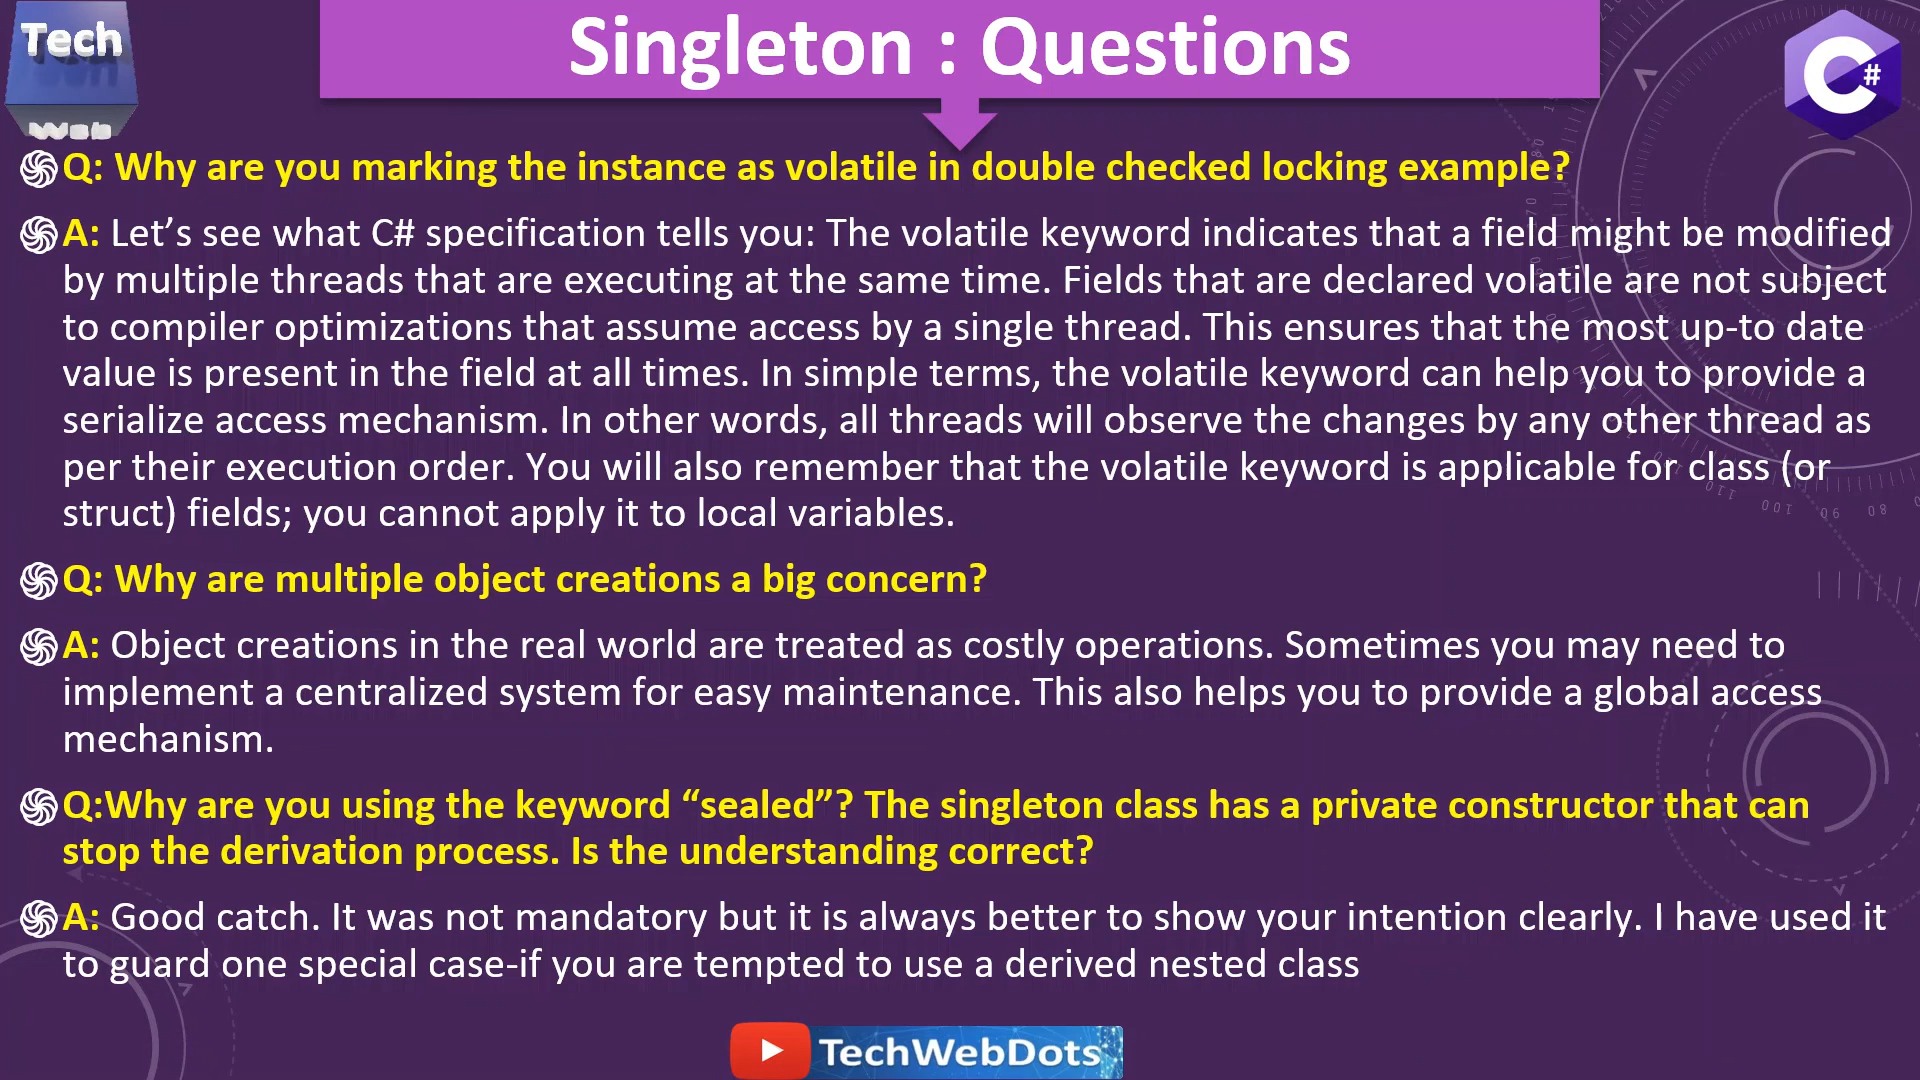 Tech
Web
Singleton : Questions
C#
Q: Why are you marking the instance as volatile in double checked locking example?
A: Let’s see what C# specification tells you: The volatile keyword indicates that a field might be modified
by multiple threads that are executing at the same time. Fields that are declared volatile are not subject
to compiler optimizations that assume access by a single thread. This ensures that the most up-to date
value is present in the field at all times. In simple terms, the volatile keyword can help you to provide a
serialize access mechanism. In other words, all threads will observe the changes by any other thread as
per their execution order. You will also remember that the volatile keyword is applicable for class (or
struct) fields; you cannot apply it to local variables.
Q: Why are multiple object creations a big concern?
A: Object creations in the real world are treated as costly operations. Sometimes you may need to
implement a centralized system for easy maintenance. This also helps you to provide a global access
mechanism.
Q:Why are you using the keyword “sealed”? The singleton class has a private constructor that can
stop the derivation process. Is the understanding correct?
A: Good catch. It was not mandatory but it is always better to show your intention clearly. I have used it
to guard one special case-if you are tempted to use a derived nested class
TechWebDots